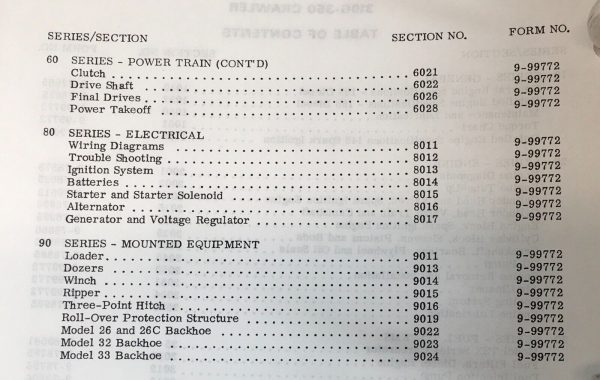 SERIES/SECTION SECTION NO. FORM NO.
60 SERIES - POWER TRAIN (CONT'D) 9-99772
Clutch 6021 9-99772
Drive Shaft 6022 9-99772
Final Drives 6026 9-99772
Power Takeoff 6028 9-99772
80 SERIES - ELECTRICAL
Wiring Diagrams 8011 9-99772
Trouble Shooting 8012 9-99772
Ignition System 8013 9-99772
Batteries 8014 9-99772
Starter and Starter Solenoid 8015 9-99772
Alternator 8016 9-99772
Generator and Voltage Regulator 8017 9-99772
90 SERIES - MOUNTED EQUIPMENT
Loader 9011 9-99772
Dozers 9013 9-99772
Winch 9014 9-99772
Ripper 9015 9-99772
Three-Point Hitch 9016 9-99772
Roll-Over Protection Structure 9019 9-99772
Model 26 and 26C Backhoe 9022 9-99772
Model 32 Backhoe 9023 9-99772
Model 33 Backhoe 9024 9-99772